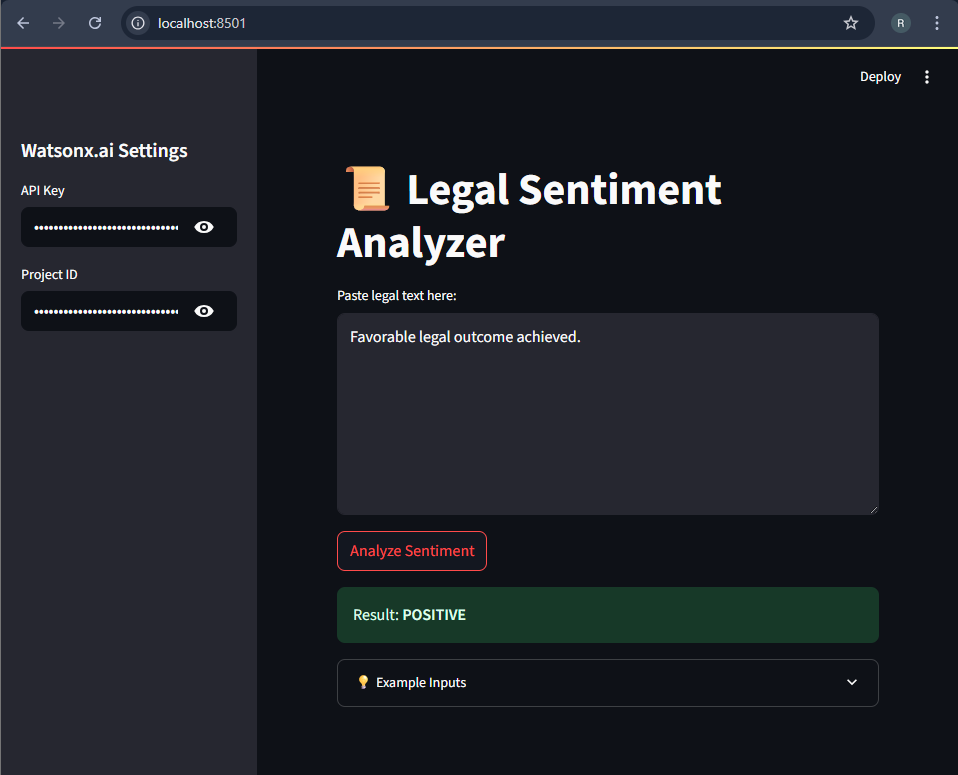 localhost:8501
R
Deploy
Watsonx.ai Settings
API Key
••••••••••••••••••••••••••••••
Project ID
••••••••••••••••••••••••••••••
📜 Legal Sentiment
Analyzer
Paste legal text here:
Favorable legal outcome achieved.
Analyze Sentiment
Result: POSITIVE
💡 Example Inputs